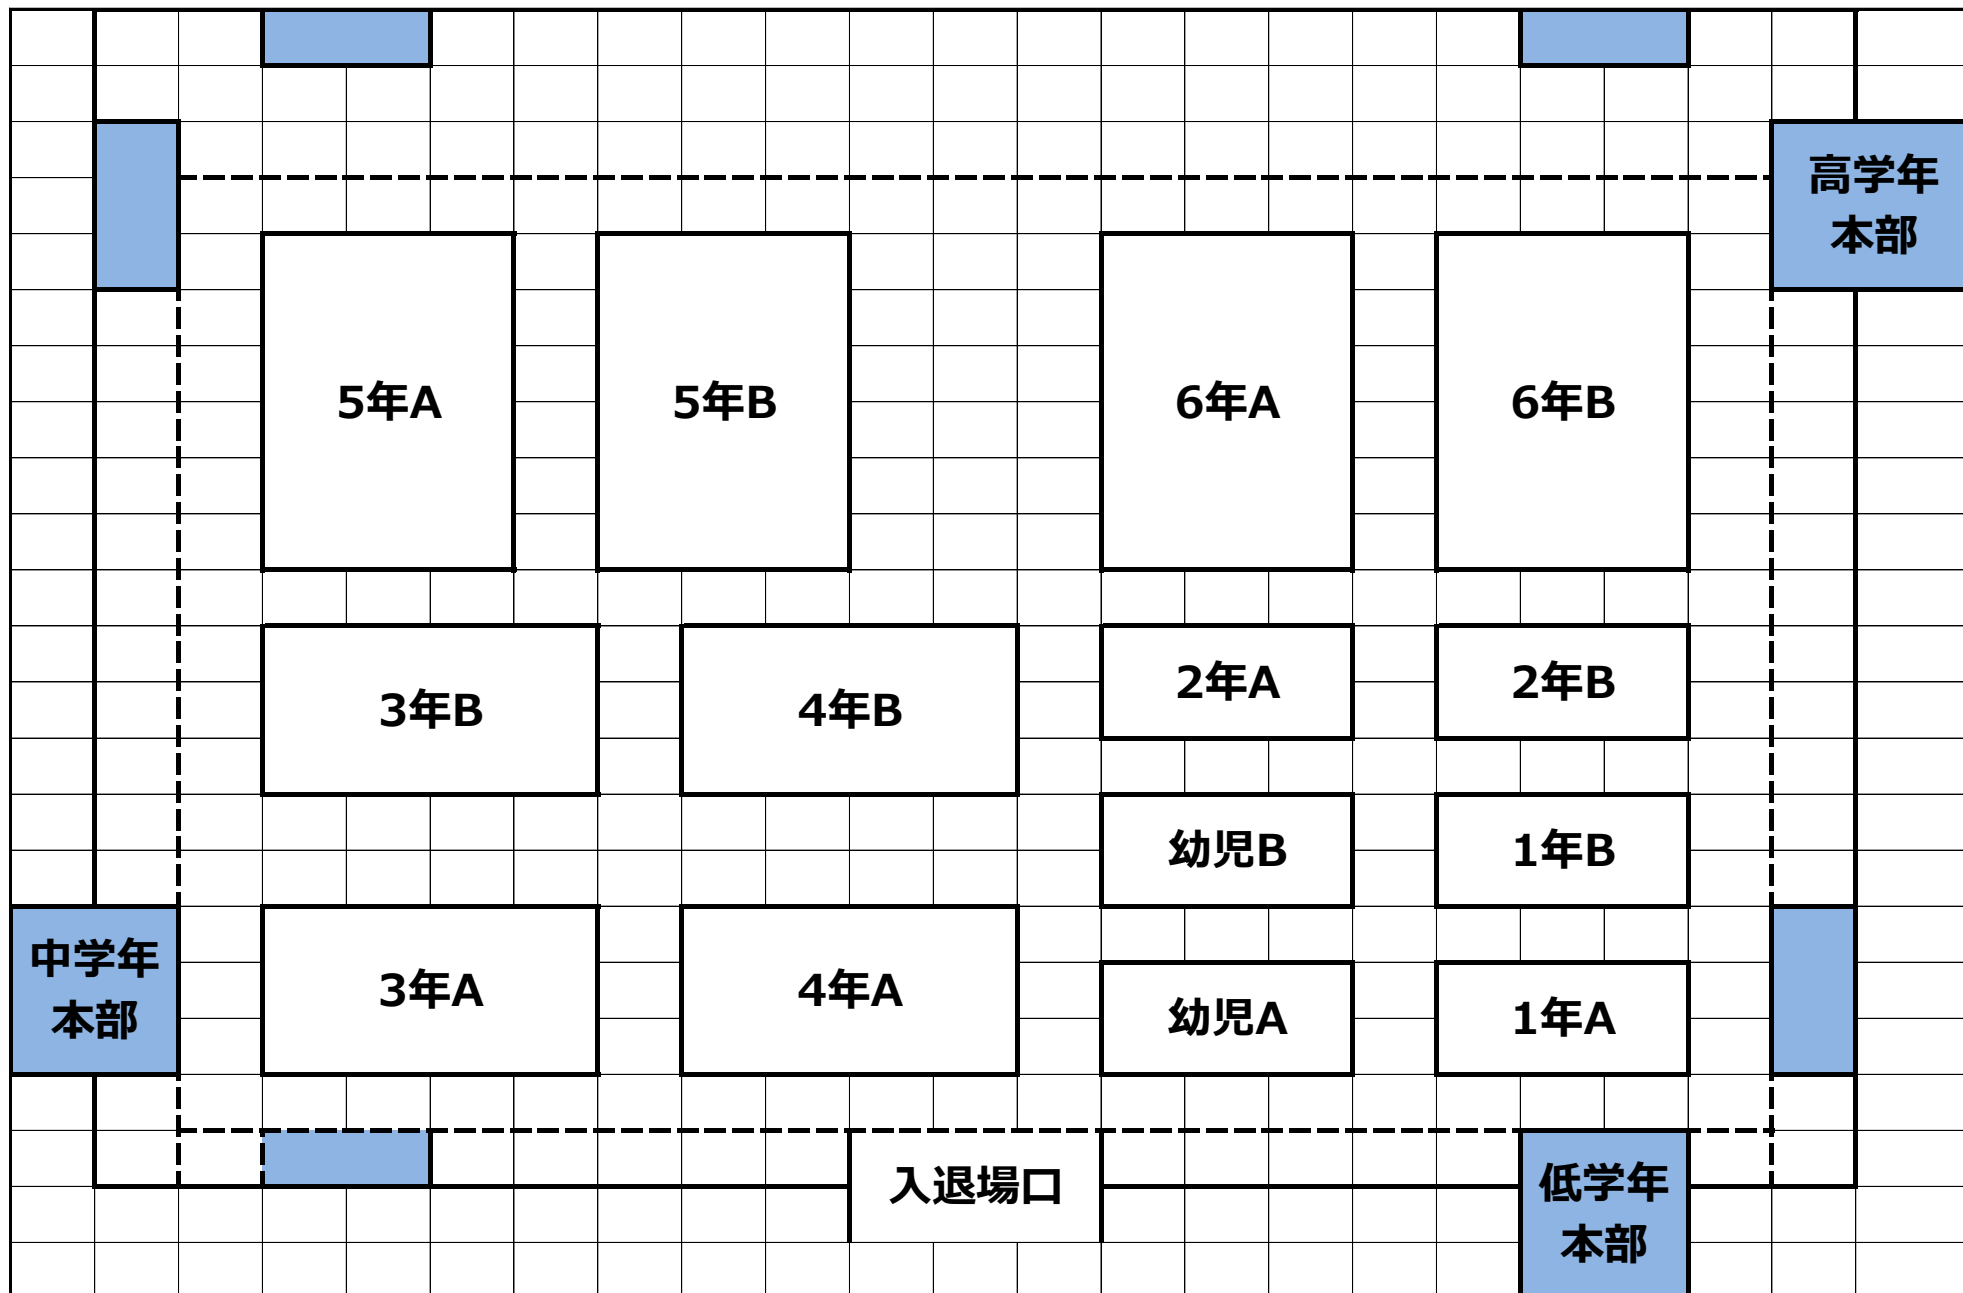 高学年
本部
5年A
5年B
6年A
6年B
3年B
4年B
2年A
2年B
幼児B
1年B
中学年
本部
3年A
4年A
幼児A
1年A
入退場口
低学年
本部